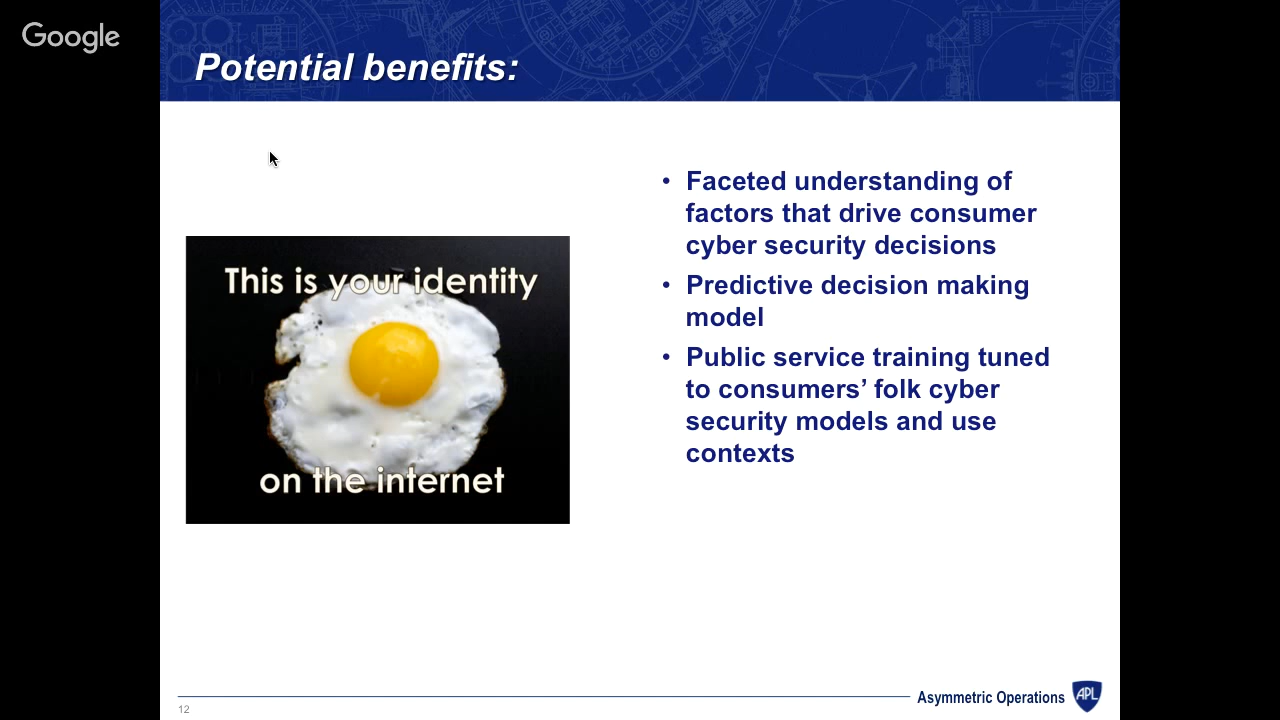 Google
Potential benefits:
This is your identity
on the internet
• Faceted understanding of
factors that drive consumer
cyber security decisions
• Predictive decision making
model
• Public service training tuned
to consumers’ folk cyber
security models and use
contexts
12
Asymmetric Operations
APL